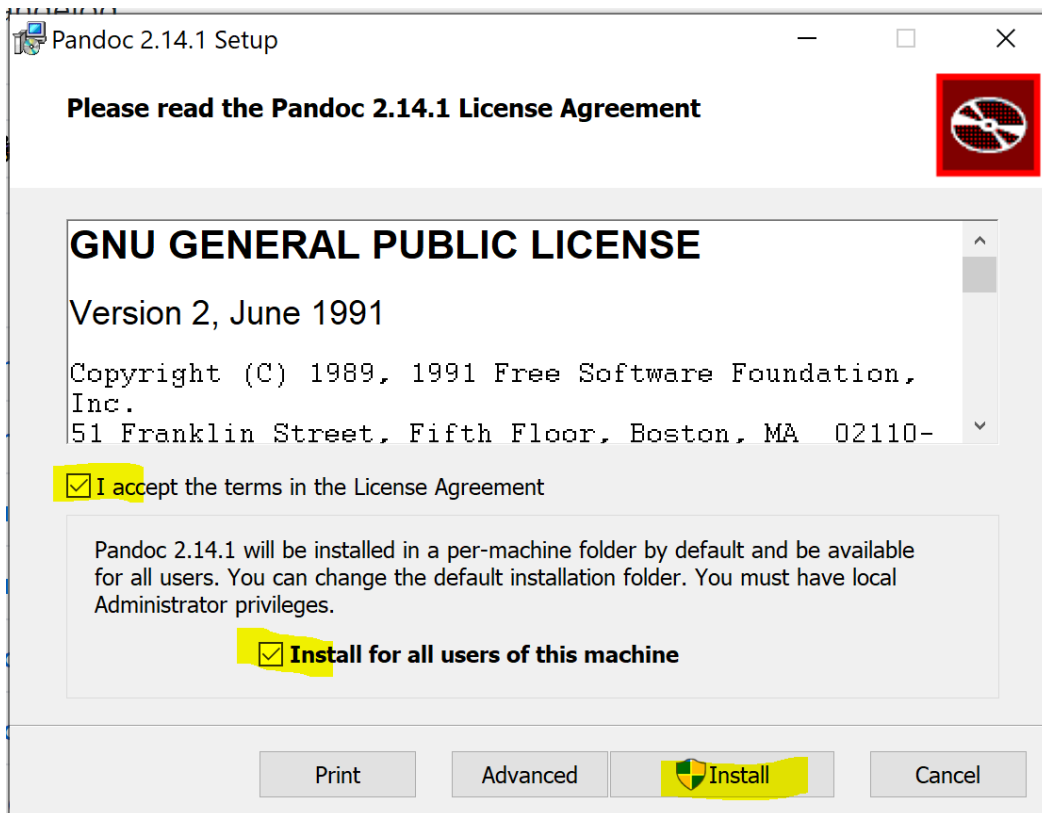 Pandoc 2.14.1 Setup
Please read the Pandoc 2.14.1 License Agreement
GNU GENERAL PUBLIC LICENSE
Version 2, June 1991
Copyright (C) 1989, 1991 Free Software Foundation,
Inc.
51 Franklin Street, Fifth Floor, Boston, MA 02110-
I accept the terms in the License Agreement
Pandoc 2.14.1 will be installed in a per-machine folder by default and be available
for all users. You can change the default installation folder. You must have local
Administrator privileges.
Install for all users of this machine
Print Advanced Install Cancel